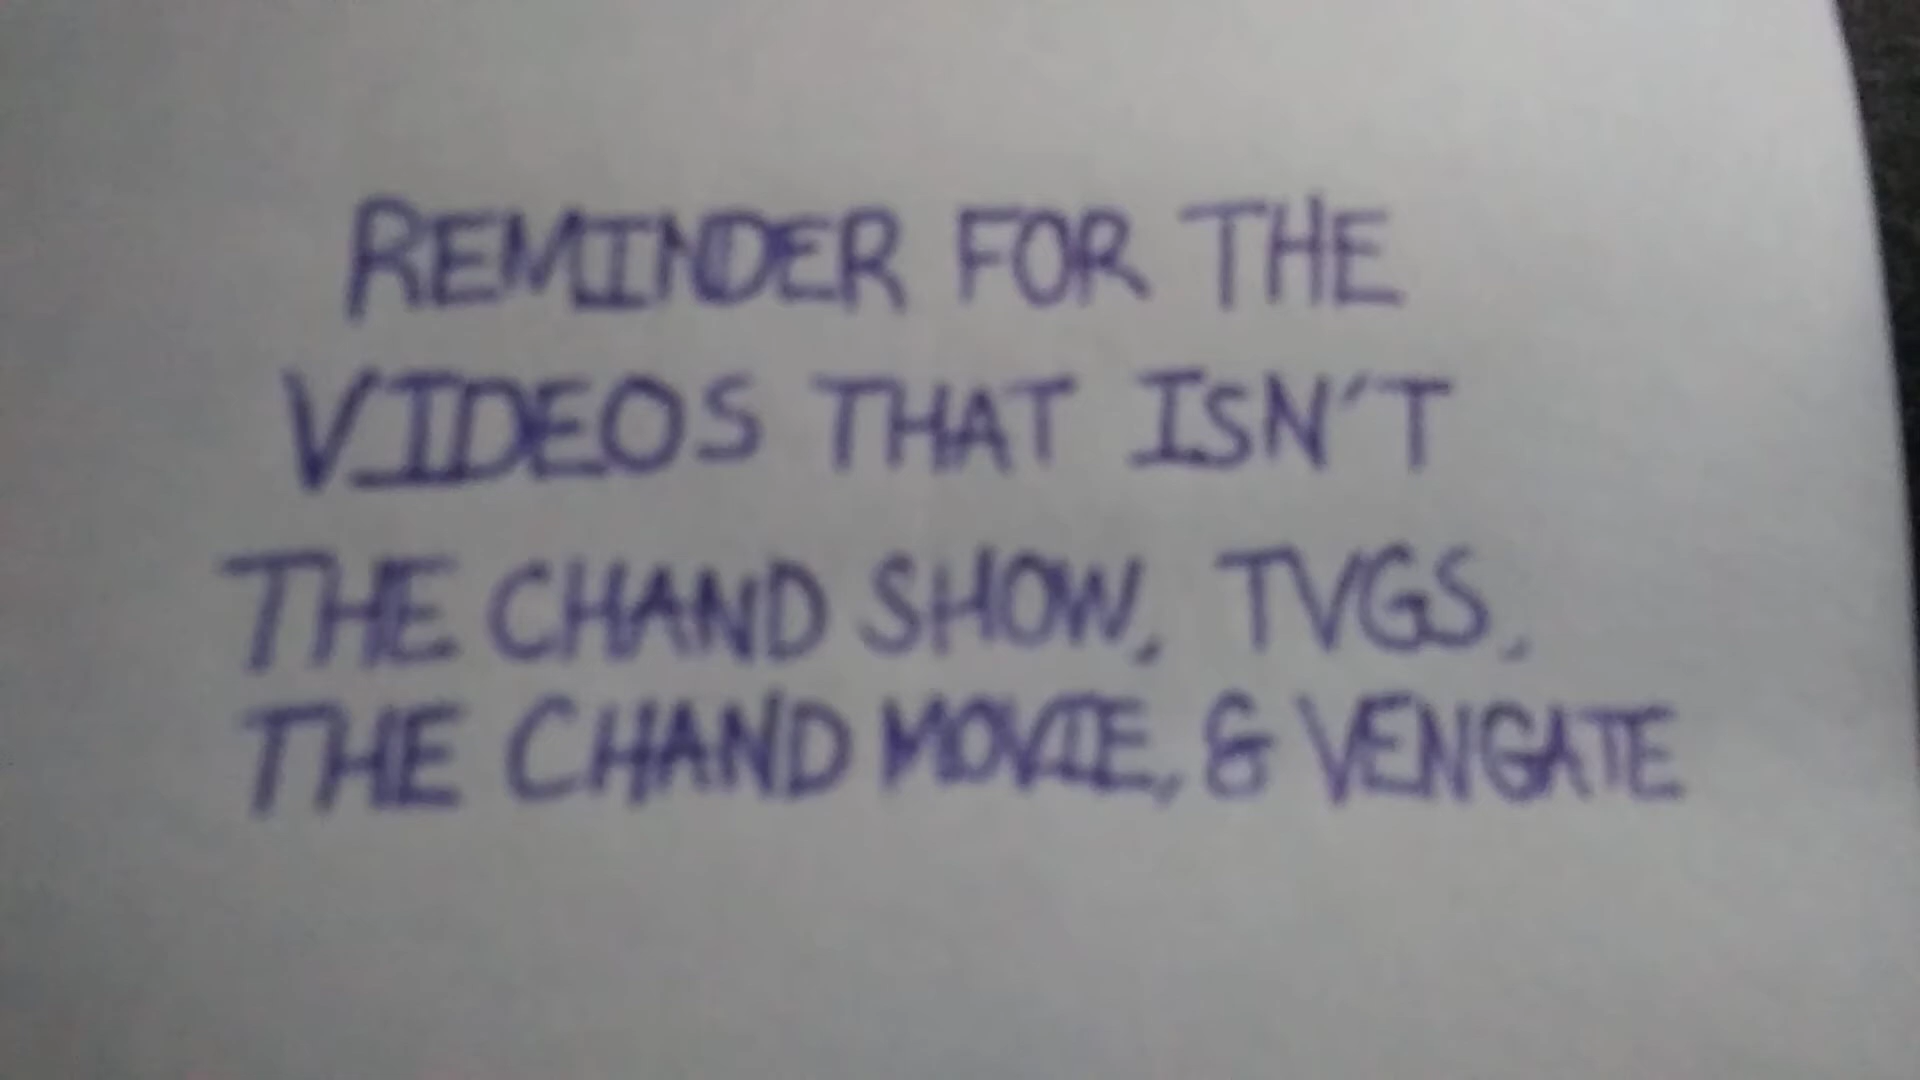 REMINDER FOR THE
VIDEOS THAT ISN'T
THE CHAND SHOW, TVGS,
THE CHAND MOVIE, & VENGATE